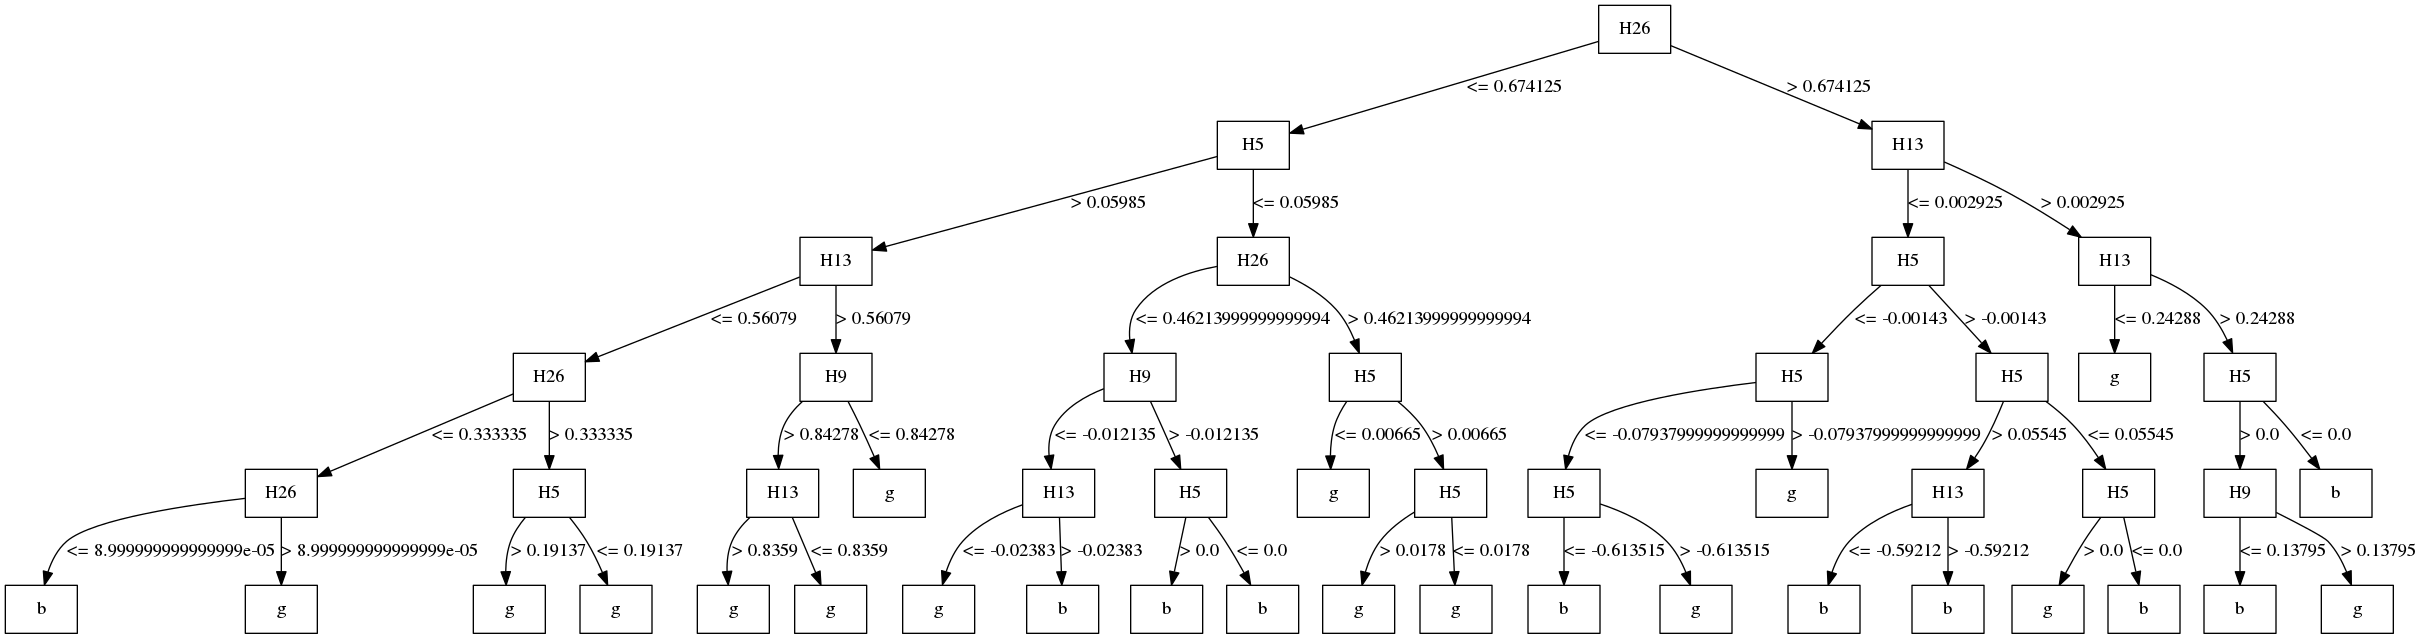 H26
<= 0.674125 > 0.674125
H5 H13
> 0.05985 <= 0.05985 <= 0.002925 > 0.002925
H13 H26 H5 H13
<= 0.56079 > 0.56079 <= 0.46213999999999994 > 0.46213999999999994 <= -0.00143 > -0.00143 <= 0.24288 > 0.24288
H26 H9 H9 H5 H5 H5 g H5
<= 0.333335 > 0.333335 > 0.84278 <= 0.84278 <= -0.012135 > -0.012135 <= 0.00665 > 0.00665 <= -0.07937999999999999 > -0.07937999999999999 > 0.05545 <= 0.05545 > 0.0 <= 0.0
H26 H5 H13 g H13 H5 g H5 H5 g H13 H5 H9 b
<= 8.999999999999999e-05 > 8.999999999999999e-05 > 0.19137 <= 0.19137 > 0.8359 <= 0.8359 <= -0.02383 > -0.02383 > 0.0 <= 0.0 > 0.0178 <= 0.0178 <= -0.613515 > -0.613515 <= -0.59212 > -0.59212 > 0.0 <= 0.0 <= 0.13795 > 0.13795
b g g g g g g b b b g g b g b b g b b g